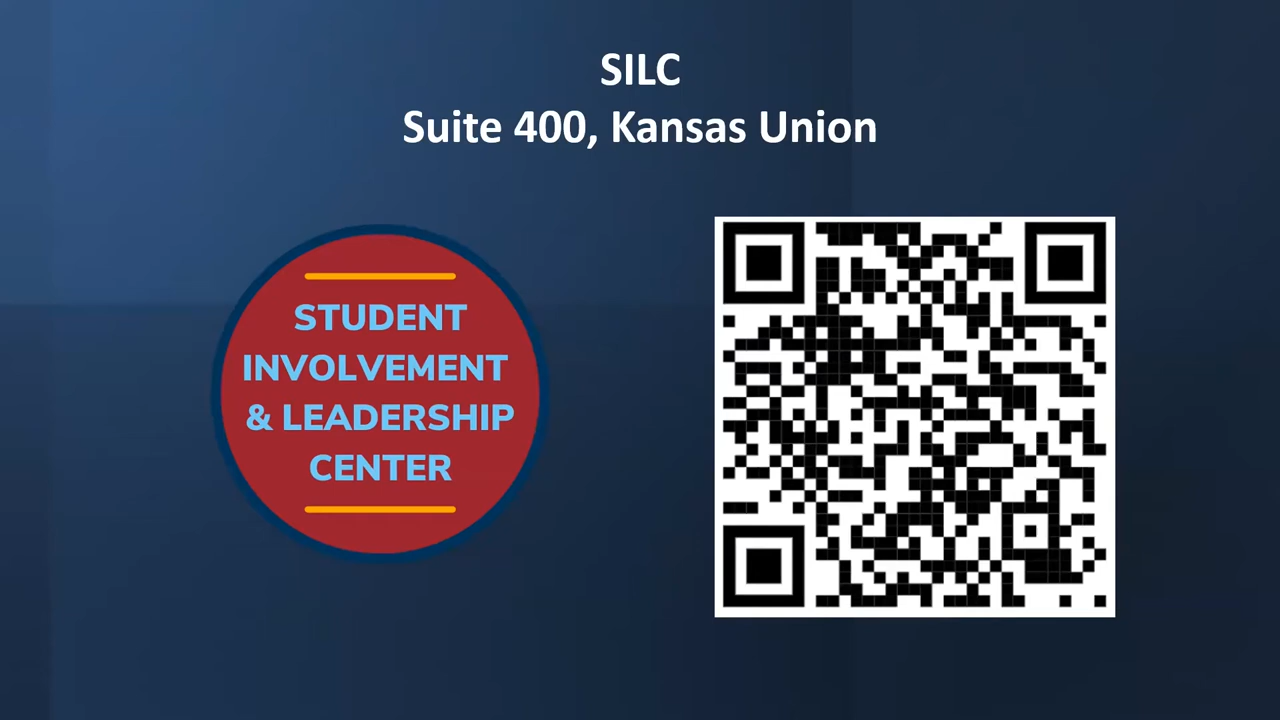 SILC
Suite 400, Kansas Union
STUDENT
INVOLVEMENT
& LEADERSHIP
CENTER